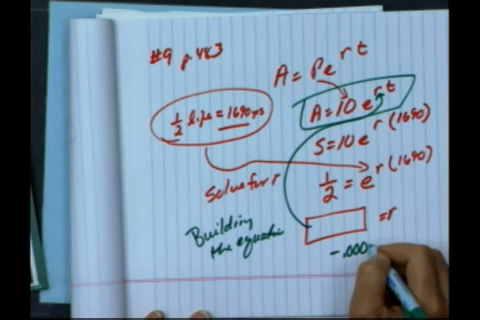 #9 p. 483
A = Pe^rt
A = 10 e^rt
1/2 life = 1690 yrs
5 = 10 e^r(1690)
Solve for r
1/2 = e^r(1690)
= r
Building
the equation
-.000